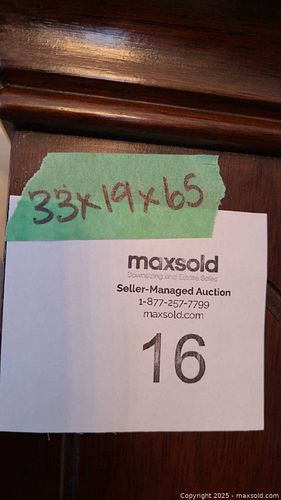 33x19x65
maxsold
Downsizing and Estate Sales
Seller-Managed Auction
1-877-257-7799
maxsold.com
16
Copyright 2025 - maxsold.com